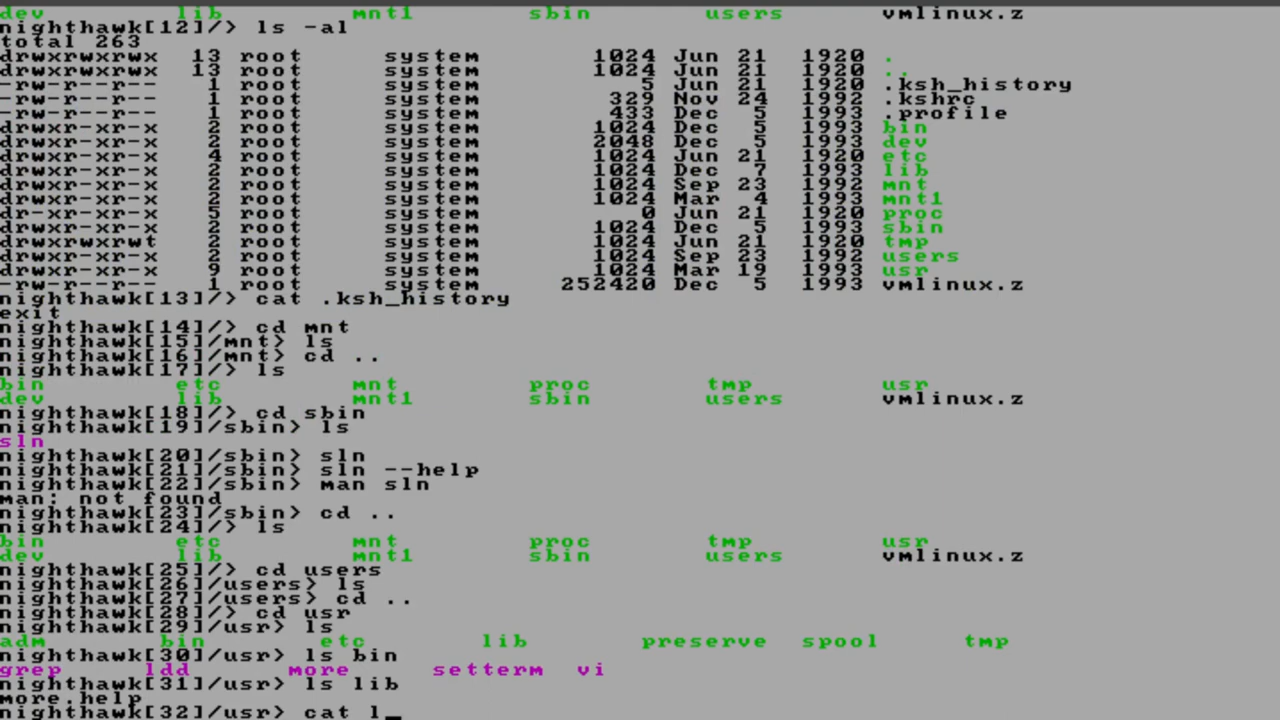 dev lib mnt1 sbin users vmlinux.z
nighthawk[12]/> ls -al
total 263
drwxrwxrwx 13 root system 1024 Jun 21 1920 .
drwxrwxrwx 13 root system 1024 Jun 21 1920 ..
-rw-r--r-- 1 root system 5 Jun 21 1920 .ksh_history
-rw-r--r-- 1 root system 329 Nov 24 1992 .kshrc
-rw-r--r-- 1 root system 433 Dec 5 1993 .profile
drwxr-xr-x 2 root system 1024 Dec 5 1993 bin
drwxr-xr-x 2 root system 2048 Dec 5 1993 dev
drwxr-xr-x 4 root system 1024 Jun 21 1920 etc
drwxr-xr-x 2 root system 1024 Dec 7 1993 lib
drwxr-xr-x 2 root system 1024 Sep 23 1992 mnt
drwxr-xr-x 2 root system 1024 Mar 4 1993 mnt1
dr-xr-xr-x 5 root system 0 Jun 21 1920 proc
drwxr-xr-x 2 root system 1024 Dec 5 1993 sbin
drwxrwxrwt 2 root system 1024 Jun 21 1920 tmp
drwxr-xr-x 2 root system 1024 Sep 23 1992 users
drwxr-xr-x 9 root system 1024 Mar 19 1993 usr
-rw-r--r-- 1 root system 252420 Dec 5 1993 vmlinux.z
nighthawk[13]/> cat .ksh_history
exit
nighthawk[14]/> cd mnt
nighthawk[15]/mnt> ls
nighthawk[16]/mnt> cd ..
nighthawk[17]/> ls
bin etc mnt proc tmp usr
dev lib mnt1 sbin users vmlinux.z
nighthawk[18]/> cd sbin
nighthawk[19]/sbin> ls
sln
nighthawk[20]/sbin> sln
nighthawk[21]/sbin> sln --help
nighthawk[22]/sbin> man sln
man: not found
nighthawk[23]/sbin> cd ..
nighthawk[24]/> ls
bin etc mnt proc tmp usr
dev lib mnt1 sbin users vmlinux.z
nighthawk[25]/> cd users
nighthawk[26]/users> ls
nighthawk[27]/users> cd ..
nighthawk[28]/> cd usr
nighthawk[29]/usr> ls
adm bin etc lib preserve spool tmp
nighthawk[30]/usr> ls bin
grep ldd more setterm vi
nighthawk[31]/usr> ls lib
more.help
nighthawk[32]/usr> cat l_